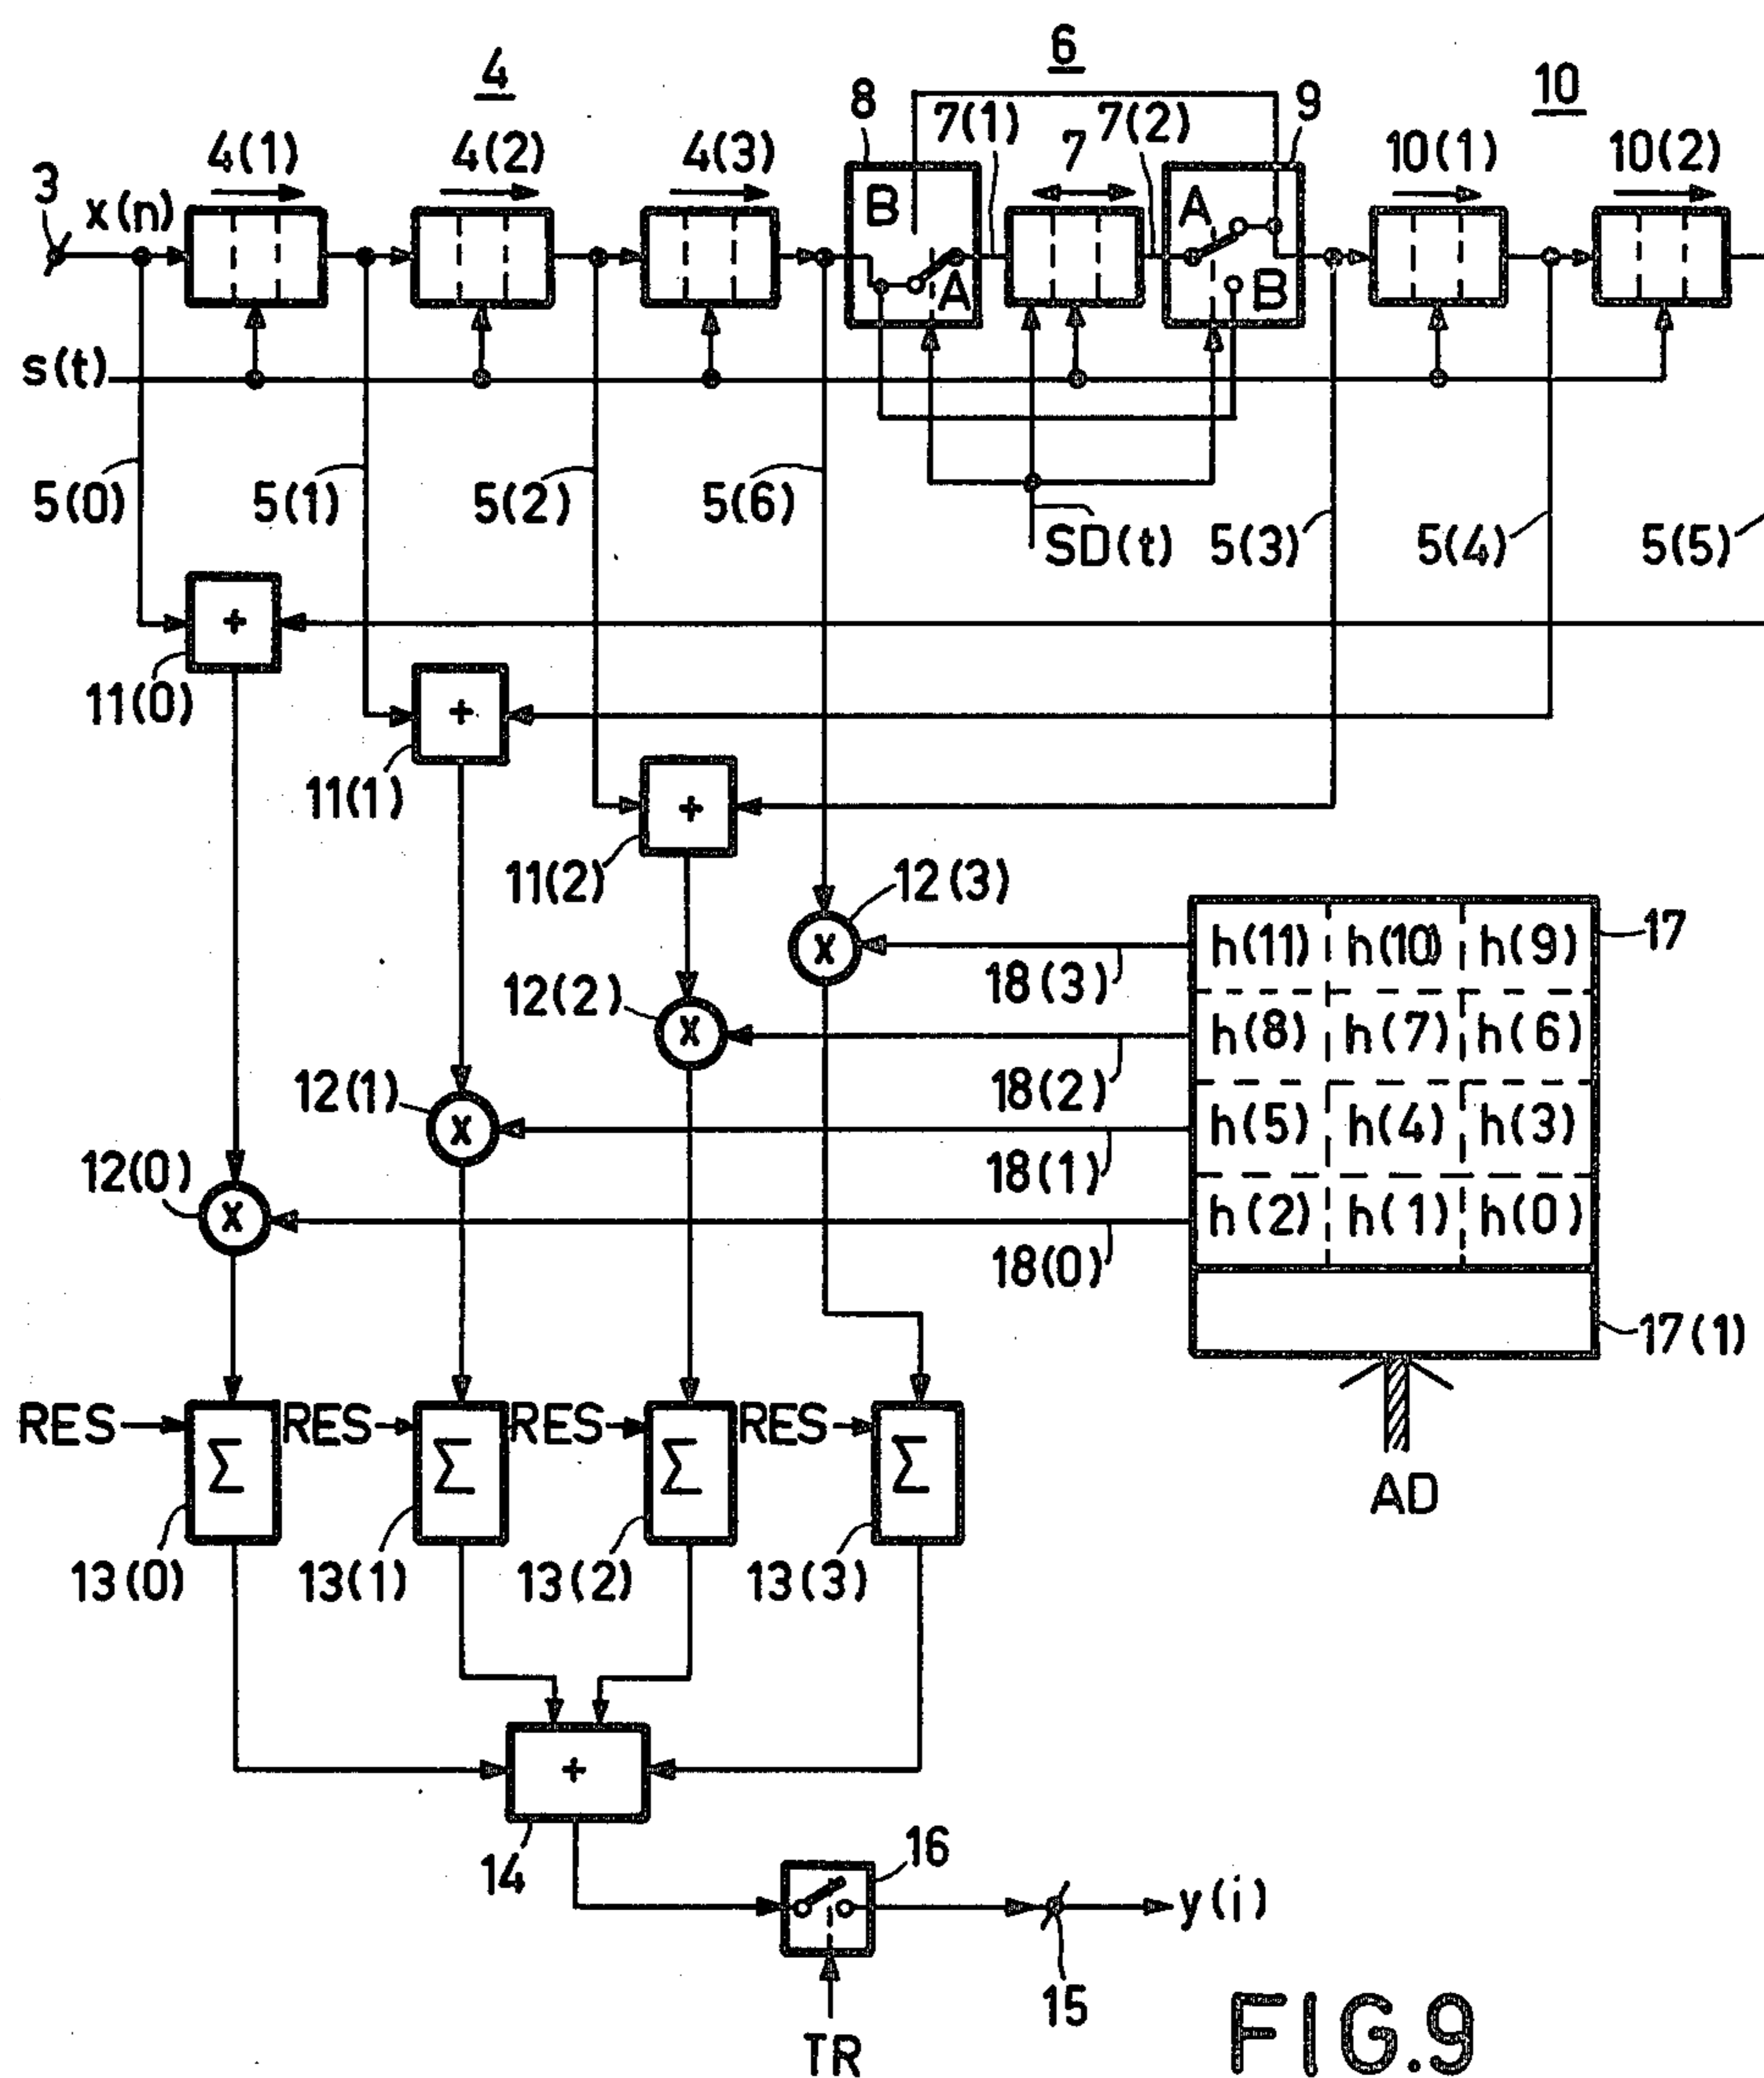 4
6
10
8
7(1)
7
7(2)
9
4(1)
4(2)
4(3)
10(1)
10(2)
3
x(n)
B
A
A
B
s(t)
5(0)
5(1)
5(2)
5(6)
SD(t)
5(3)
5(4)
5(5)
+
11(0)
+
11(1)
+
11(2)
12(3)
x
18(3)
h(11) h(10) h(9)
17
12(2)
x
18(2)
h(8) h(7) h(6)
12(1)
x
18(1)
h(5) h(4) h(3)
12(0)
x
18(0)
h(2) h(1) h(0)
17(1)
AD
RES Σ RES Σ RES Σ RES Σ
13(0) 13(1) 13(2) 13(3)
+
14
16
y(i)
15
TR
FIG.9